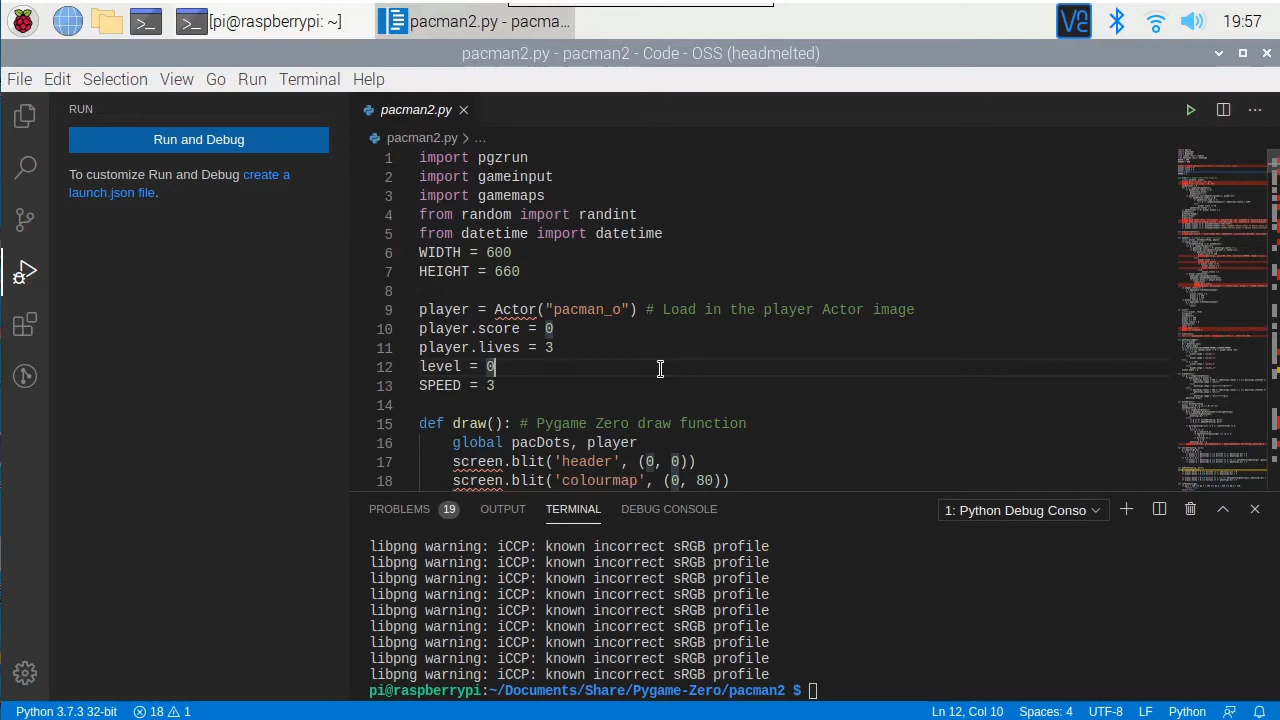 [pi@raspberrypi: ~] pacman2.py - pacma... 19:57
pacman2.py - pacman2 - Code - OSS (headmelted)
File Edit Selection View Go Run Terminal Help
RUN
Run and Debug
To customize Run and Debug create a
launch.json file.
pacman2.py
pacman2.py > ...
1 import pgzrun
2 import gameinput
3 import gamemaps
4 from random import randint
5 from datetime import datetime
6 WIDTH = 600
7 HEIGHT = 660
8
9 player = Actor("pacman_o") # Load in the player Actor image
10 player.score = 0
11 player.lives = 3
12 level = 0
13 SPEED = 3
14
15 def draw(): # Pygame Zero draw function
16 global pacDots, player
17 screen.blit('header', (0, 0))
18 screen.blit('colourmap', (0, 80))
PROBLEMS 19 OUTPUT TERMINAL DEBUG CONSOLE 1: Python Debug Conso
libpng warning: iCCP: known incorrect sRGB profile
libpng warning: iCCP: known incorrect sRGB profile
libpng warning: iCCP: known incorrect sRGB profile
libpng warning: iCCP: known incorrect sRGB profile
libpng warning: iCCP: known incorrect sRGB profile
libpng warning: iCCP: known incorrect sRGB profile
libpng warning: iCCP: known incorrect sRGB profile
libpng warning: iCCP: known incorrect sRGB profile
libpng warning: iCCP: known incorrect sRGB profile
pi@raspberrypi:~/Documents/Share/Pygame-Zero/pacman2 $
Python 3.7.3 32-bit 18 1 Ln 12, Col 10 Spaces: 4 UTF-8 LF Python